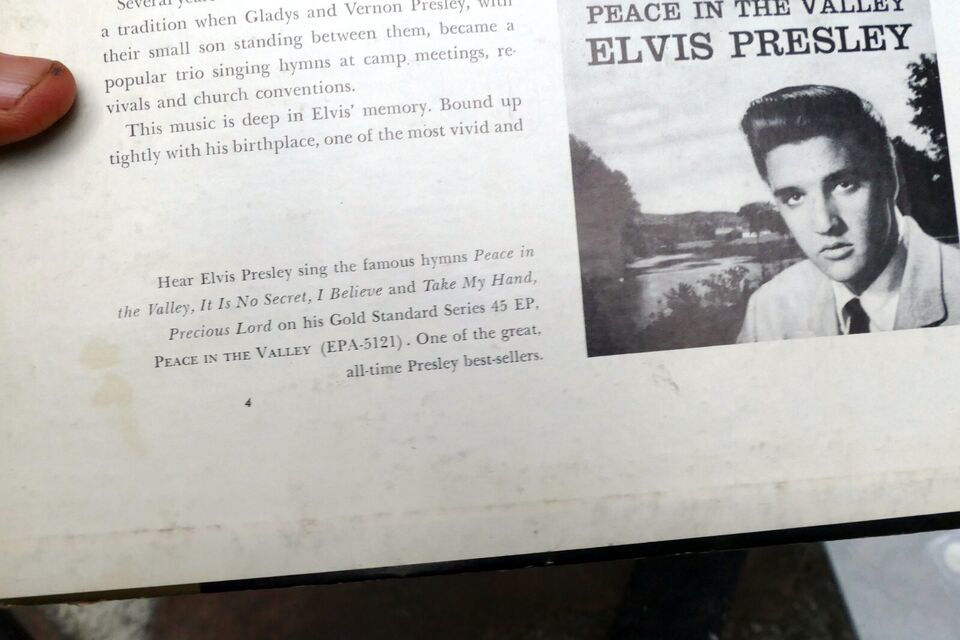 Several years
a tradition when Gladys and Vernon Presley, with
their small son standing between them, became a
popular trio singing hymns at camp meetings, re-
vivals and church conventions.
This music is deep in Elvis’ memory. Bound up
tightly with his birthplace, one of the most vivid and
Hear Elvis Presley sing the famous hymns Peace in
the Valley, It Is No Secret, I Believe and Take My Hand,
Precious Lord on his Gold Standard Series 45 EP,
PEACE IN THE VALLEY (EPA-5121). One of the great,
all-time Presley best-sellers.
4
PEACE IN THE VALLEY
ELVIS PRESLEY